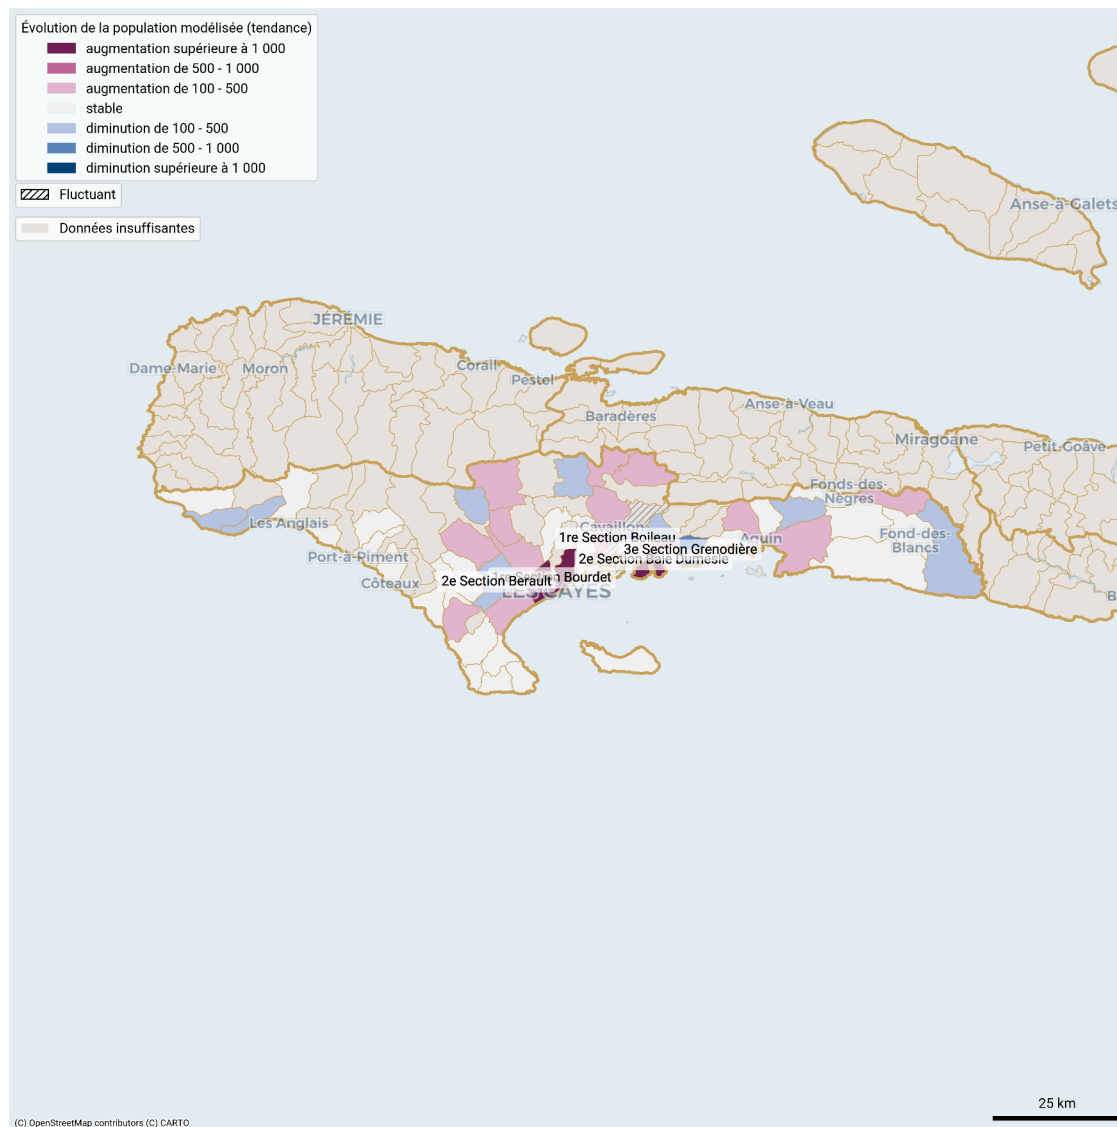 Évolution de la population modélisée (tendance)
augmentation supérieure à 1 000
augmentation de 500 - 1 000
augmentation de 100 - 500
stable
diminution de 100 - 500
diminution de 500 - 1 000
diminution supérieure à 1 000
Fluctuant
Données insuffisantes
Anse-à-Galets
JÉRÉMIE
Dame-Marie
Moron
Corail
Pestel
Baradères
Anse-à-Veau
Miragoane
Petit-Goâve
Fonds-des-
Nègres
Les Anglais
Cavaillon
Aquin
Fond-des-
Blancs
1re Section Boileau
3e Section Grenodière
2e Section Baie Dumesle
Port-à-Piment
Côteaux
2e Section Berault
1re Section Bourdet
LES CAYES
B
25 km
(C) OpenStreetMap contributors (C) CARTO